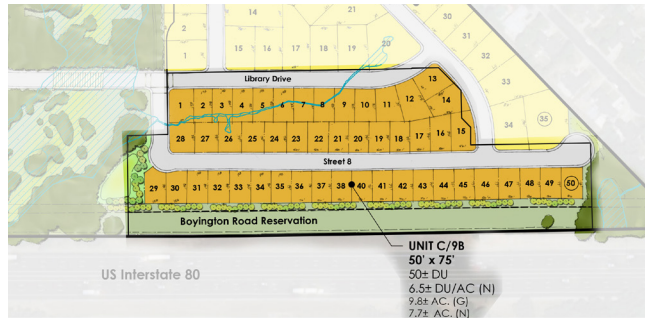 2
14
20
1
15
16
17
18
19
21
30
31
32
33
34
35
Library Drive
13
1 2 3 4 5 6 7 8 9 10 11 12 14
28 27 26 25 24 23 22 21 20 19 18 17 16 15
Street 8
29 30 31 32 33 34 35 36 37 38 40 41 42 43 44 45 46 47 48 49 50
Boyington Road Reservation
US Interstate 80
UNIT C/9B
50' x 75'
50± DU
6.5± DU/AC (N)
9.8± AC. (G)
7.7± AC. (N)